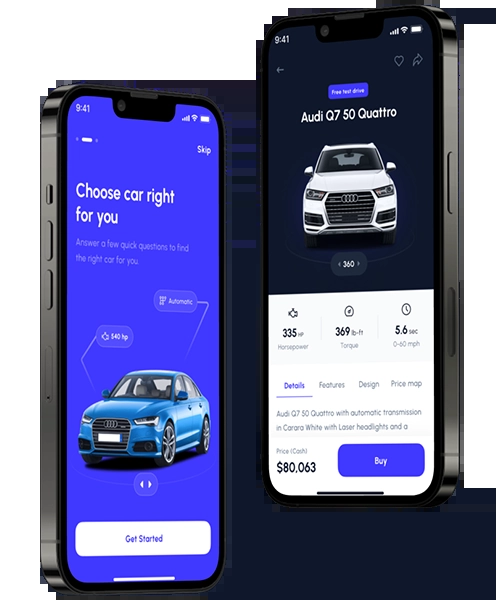 9:41
Skip
Choose car right
for you
Answer a few quick questions to find
the right car for you.
Automatic
540 hp
Get Started
9:41
Free test drive
Audi Q7 50 Quattro
360
335 HP
Horsepower
369 lb-ft
Torque
5.6 sec
0-60 mph
Details
Features
Design
Price map
Audi Q7 50 Quattro with automatic transmission
in Carara White with Laser headlights and a
Price (Cash)
$80,063
Buy